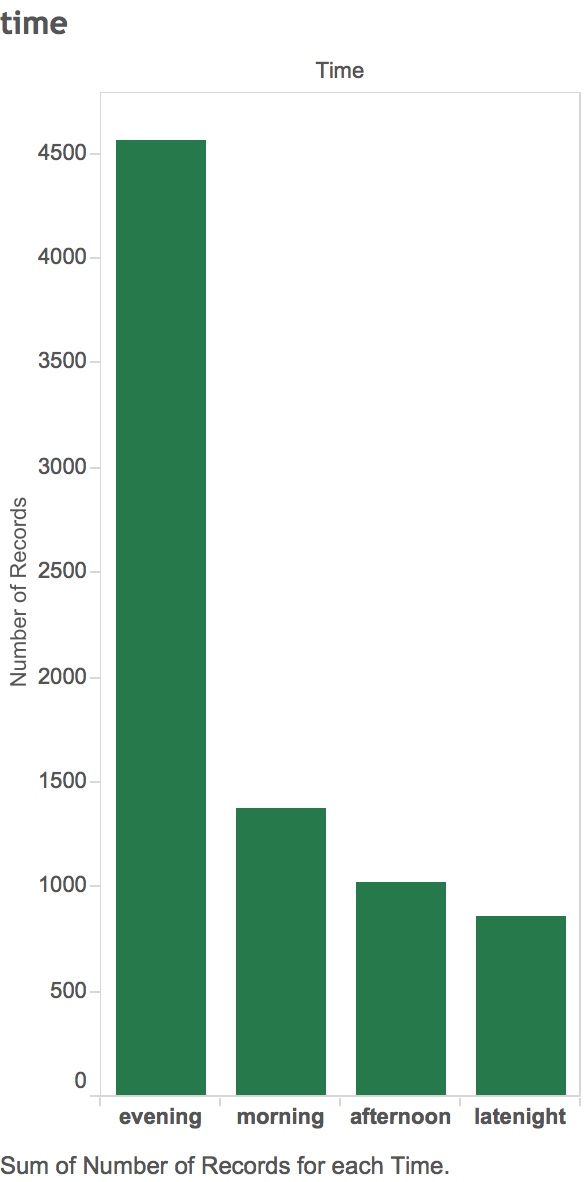 time
Time
4500
4000
3500
3000
2500
2000
1500
1000
500
0
Number of Records
evening morning afternoon latenight
Sum of Number of Records for each Time.